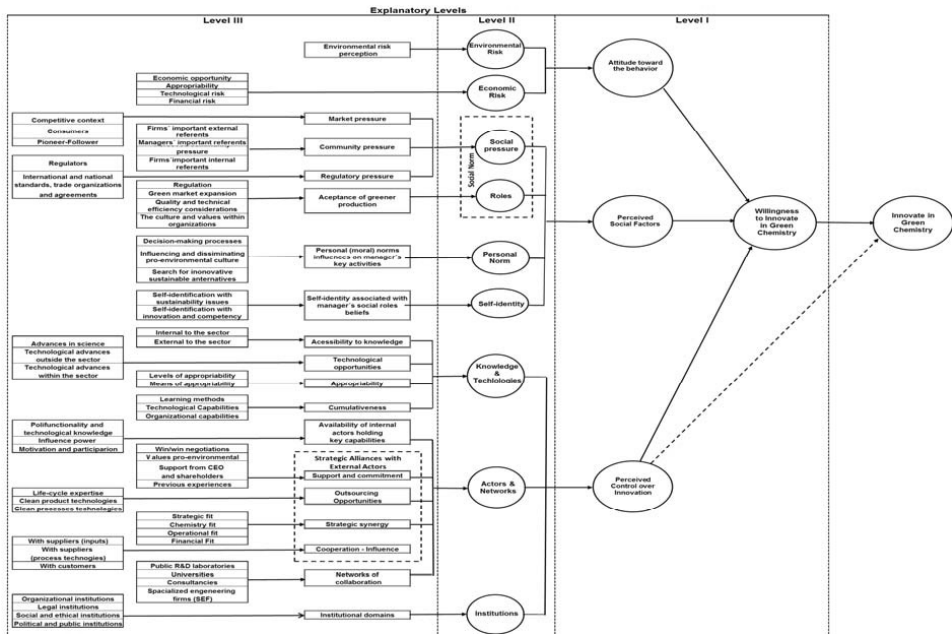 Explanatory Levels
Level III
Level II
Level I
Environmental risk
perception
Environmental
Risk
Attitude toward
the behavior
Economic opportunity
Appropriability
Technological risk
Financial risk
Economic
Risk
Competitive context
Consumers
Pioneer-Follower
Market pressure
Firms´ important external
referents
Managers´ important referents
pressure
Firms´important internal
referents
Community pressure
Social
pressure
Social Norm
Regulators
International and national
standards, trade organizations
and agreements
Regulatory pressure
Regulation
Green market expansion
Quality and technical
efficiency considerations
The culture and values within
organizations
Aceptance of greener
production
Roles
Perceived
Social Factors
Willingness
to Innovate
in Green
Chemistry
Innovate in
Green
Chemistry
Decision-making processes
Influencing and disseminating
pro-environmental culture
Search for inonovative
sustainable anternatives
Personal (moral) norms
influences on manager´s
key activities
Personal
Norm
Self-identification with
sustainability issues
Self-identification with
innovation and competency
Self-identity associated with
manager´s social roles
beliefs
Self-identity
Internal to the sector
External to the sector
Acessibility to knowledge
Advances in science
Technological advances
outside the sector
Technological advances
within the sector
Technological
opportunities
Knowledge
&
Techlologies
Levels of appropriability
Means of appropriability
Appropriability
Learning methods
Technological Capabilities
Organizational capabilities
Cumulativeness
Polifunctionality and
technological knowledge
Influence power
Motivation and participarion
Availability of internal
actors holding
key capabilities
Win/win negotiations
Values pro-environmental
Support from CEO
and shareholders
Previous experiences
Strategic Alliances with
External Actors
Support and commitment
Life-cycle expertise
Clean product technologies
Clean processes technologies
Outsourcing
Opportunities
Actors &
Networks
Perceived
Control over
Innovation
Strategic fit
Chemistry fit
Operational fit
Financial Fit
Strategic synergy
With suppliers (inputs)
With suppliers
(process technogies)
With customers
Cooperation - Influence
Public R&D laboratories
Universities
Consultancies
Spacialized engeneering
firms (SEF)
Networks of
collaboration
Organizational institutions
Legal institutions
Social and ethical institutions
Political and public institutions
Institutional domains
Institutions